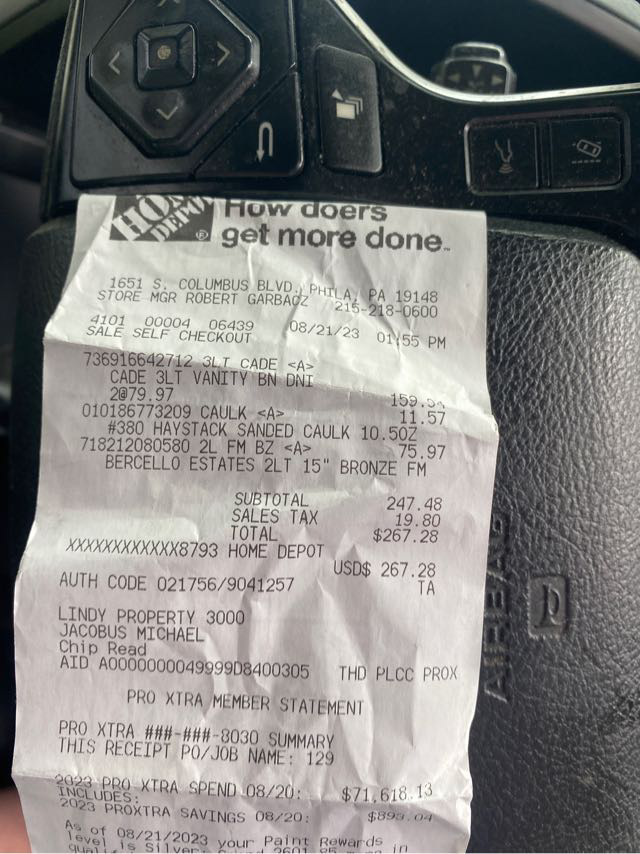 HOME DEPOT ®
How doers
get more done™
1651 S. COLUMBUS BLVD., PHILA, PA 19148
STORE MGR ROBERT GARBACZ 215-218-0600
4101 00004 06439 08/21/23 01:55 PM
SALE SELF CHECKOUT
736916642712 3LT CADE <A>
CADE 3LT VANITY BN DNI
2@79.97 159.94
010186773209 CAULK <A> 11.57
#380 HAYSTACK SANDED CAULK 10.5OZ
718212080580 2L FM BZ <A> 75.97
BERCELLO ESTATES 2LT 15" BRONZE FM
SUBTOTAL 247.48
SALES TAX 19.80
TOTAL $267.28
XXXXXXXXXXXX8793 HOME DEPOT
USD$ 267.28
AUTH CODE 021756/9041257 TA
LINDY PROPERTY 3000
JACOBUS MICHAEL
Chip Read
AID A0000000049999D8400305 THD PLCC PROX
PRO XTRA MEMBER STATEMENT
PRO XTRA ###-###-8030 SUMMARY
THIS RECEIPT PO/JOB NAME: 129
2023 PRO XTRA SPEND 08/20: $71,618.13
INCLUDES:
2023 PROXTRA SAVINGS 08/20:
As of 08/21/2023 your Paint Rewards
level is Silver;
AIRBAG